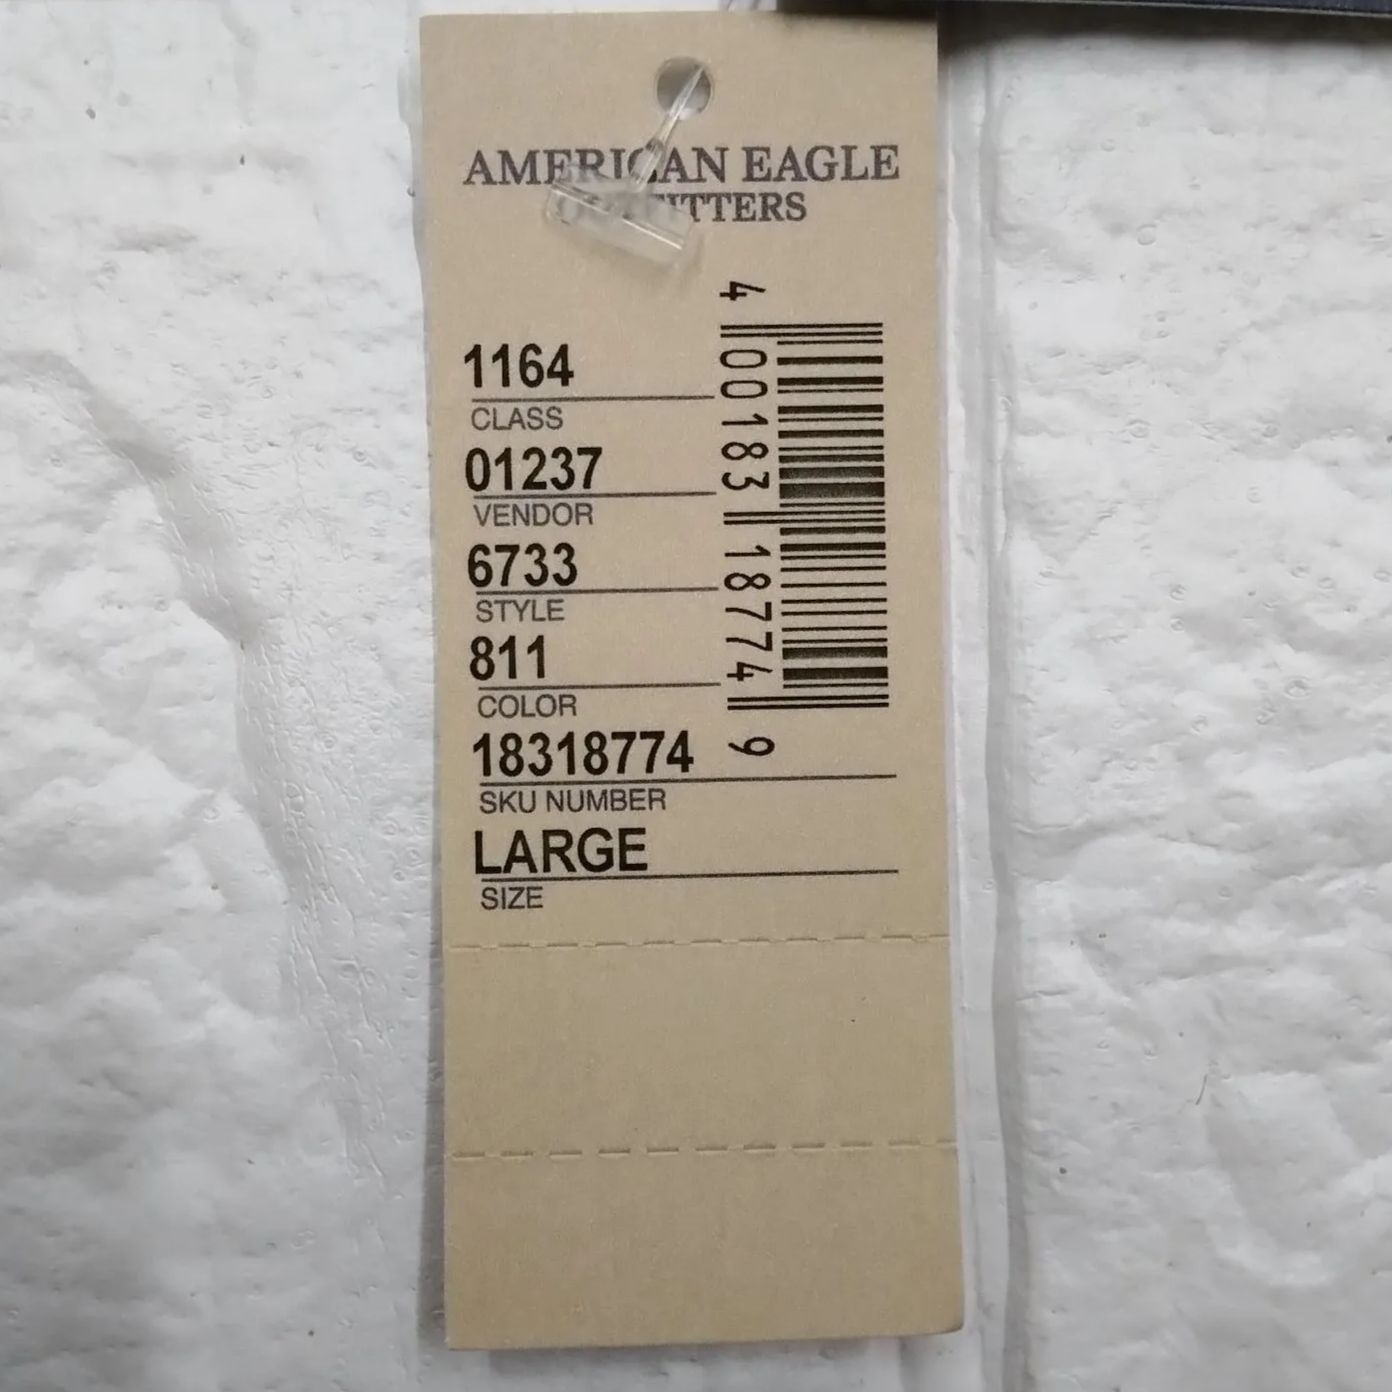 AMERICAN EAGLE
OUTFITTERS
1164
CLASS
01237
VENDOR
6733
STYLE
811
COLOR
18318774
SKU NUMBER
LARGE
SIZE
4 00183 18774 9